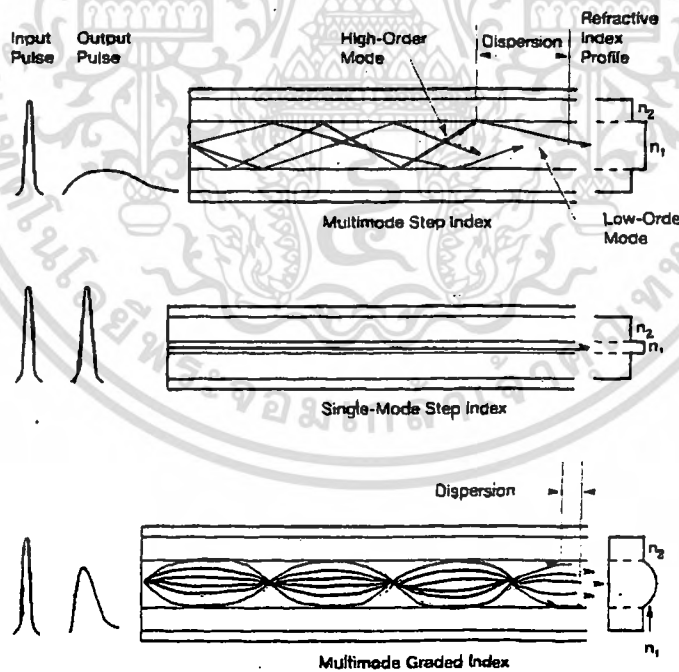 Input Pulse
Output Pulse
High-Order Mode
Dispersion
Refractive Index Profile
n2
n1
Low-Order Mode
Multimode Step Index
n2
n1
Single-Mode Step Index
Dispersion
n2
n1
Multimode Graded Index